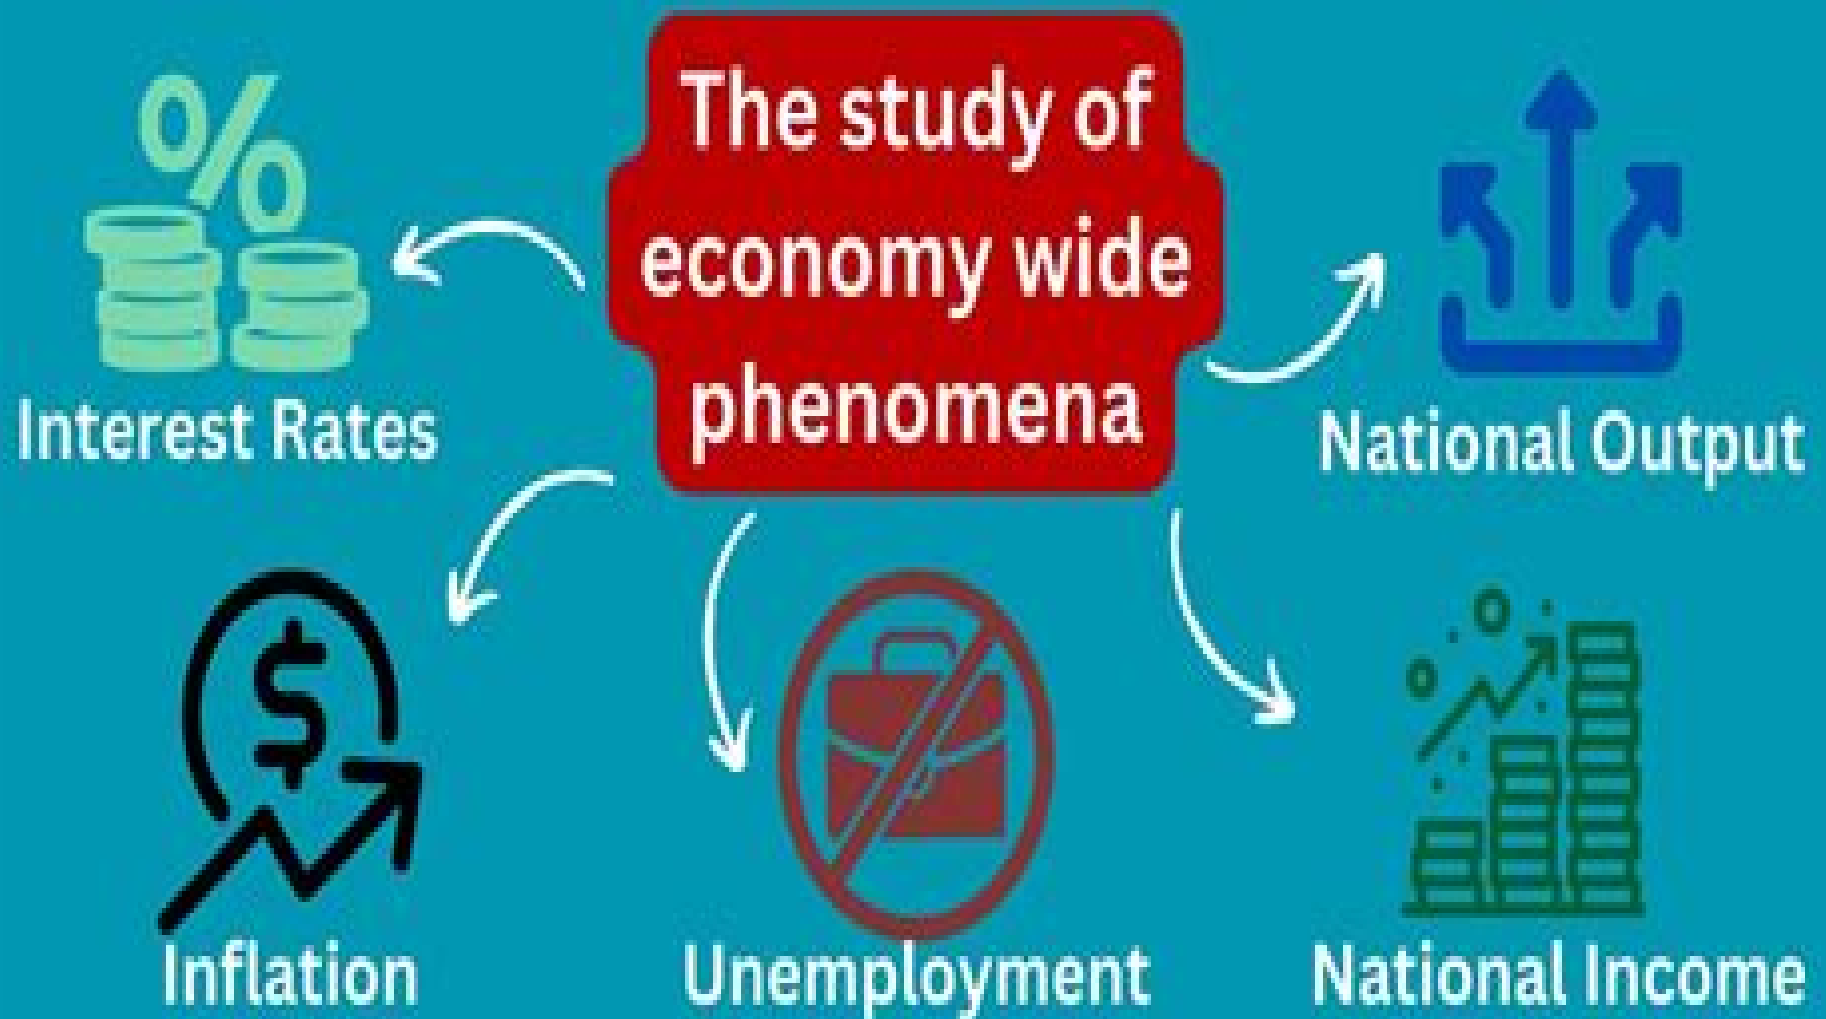 The study of
economy wide
phenomena
Interest Rates
National Output
Inflation
Unemployment
National Income